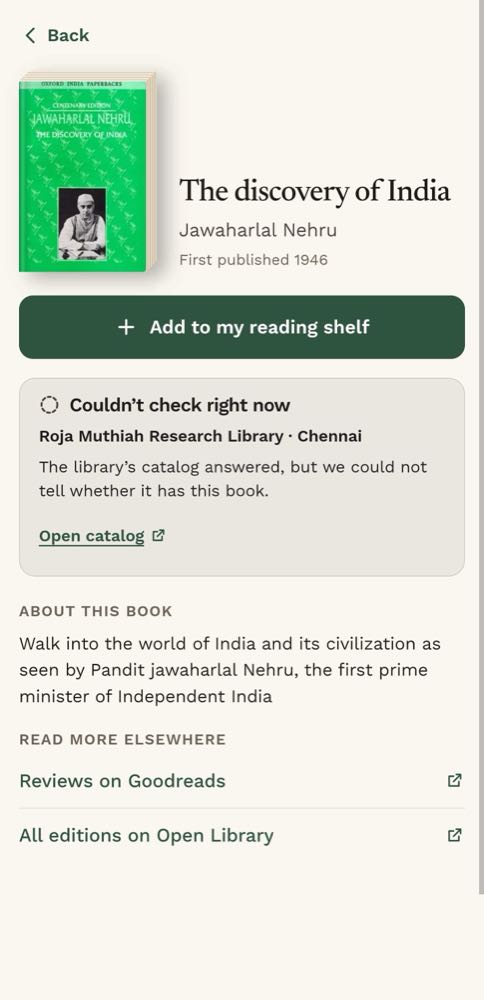 Back
OXFORD INDIA PAPERBACKS
CENTENARY EDITION
JAWAHARLAL NEHRU
THE DISCOVERY OF INDIA
The discovery of India
Jawaharlal Nehru
First published 1946
Add to my reading shelf
Couldn’t check right now
Roja Muthiah Research Library · Chennai
The library’s catalog answered, but we could not
tell whether it has this book.
Open catalog
ABOUT THIS BOOK
Walk into the world of India and its civilization as
seen by Pandit jawaharlal Nehru, the first prime
minister of Independent India
READ MORE ELSEWHERE
Reviews on Goodreads
All editions on Open Library